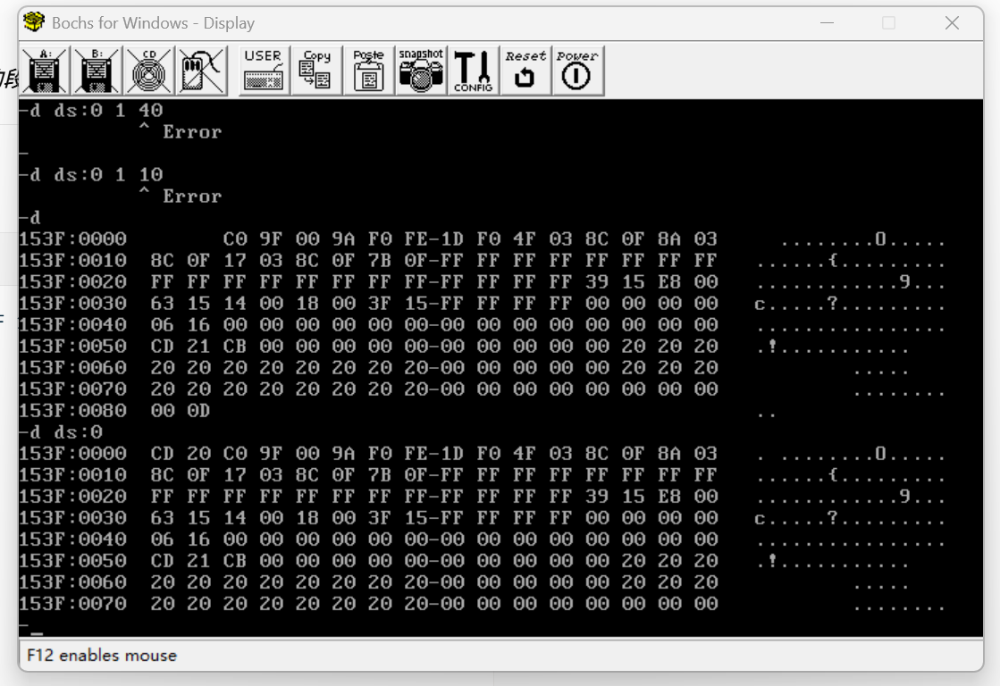 Bochs for Windows - Display
A: B: CD USER Copy Paste snapshot CONFIG Reset Power
-d ds:0 1 40
^ Error
-
-d ds:0 1 10
^ Error
-d
153F:0000 C0 9F 00 9A F0 FE-1D F0 4F 03 8C 0F 8A 03 ........O.....
153F:0010 8C 0F 17 03 8C 0F 7B 0F-FF FF FF FF FF FF FF FF ......{.........
153F:0020 FF FF FF FF FF FF FF FF-FF FF FF FF 39 15 E8 00 ............9...
153F:0030 63 15 14 00 18 00 3F 15-FF FF FF FF 00 00 00 00 c.....?.........
153F:0040 06 16 00 00 00 00 00 00-00 00 00 00 00 00 00 00 ................
153F:0050 CD 21 CB 00 00 00 00 00-00 00 00 00 00 20 20 20 .!...........
153F:0060 20 20 20 20 20 20 20 20-00 00 00 00 00 20 20 20 .....
153F:0070 20 20 20 20 20 20 20 20-00 00 00 00 00 00 00 00 ........
153F:0080 00 0D ..
-d ds:0
153F:0000 CD 20 C0 9F 00 9A F0 FE-1D F0 4F 03 8C 0F 8A 03 . ........O.....
153F:0010 8C 0F 17 03 8C 0F 7B 0F-FF FF FF FF FF FF FF FF ......{.........
153F:0020 FF FF FF FF FF FF FF FF-FF FF FF FF 39 15 E8 00 ............9...
153F:0030 63 15 14 00 18 00 3F 15-FF FF FF FF 00 00 00 00 c.....?.........
153F:0040 06 16 00 00 00 00 00 00-00 00 00 00 00 00 00 00 ................
153F:0050 CD 21 CB 00 00 00 00 00-00 00 00 00 00 20 20 20 .!...........
153F:0060 20 20 20 20 20 20 20 20-00 00 00 00 00 20 20 20 .....
153F:0070 20 20 20 20 20 20 20 20-00 00 00 00 00 00 00 00 ........
-_
F12 enables mouse